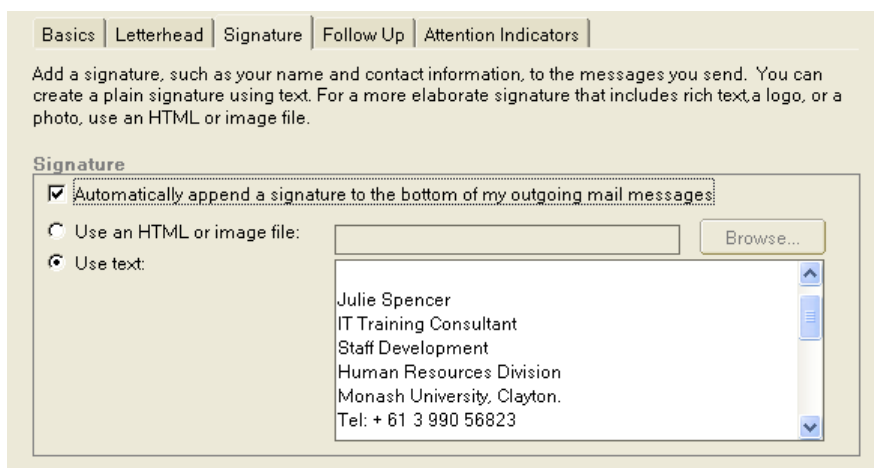 Basics Letterhead Signature Follow Up Attention Indicators
Add a signature, such as your name and contact information, to the messages you send. You can
create a plain signature using text. For a more elaborate signature that includes rich text,a logo, or a
photo, use an HTML or image file.
Signature
Automatically append a signature to the bottom of my outgoing mail messages
Use an HTML or image file: Browse...
Use text:
Julie Spencer
IT Training Consultant
Staff Development
Human Resources Division
Monash University, Clayton.
Tel: + 61 3 990 56823